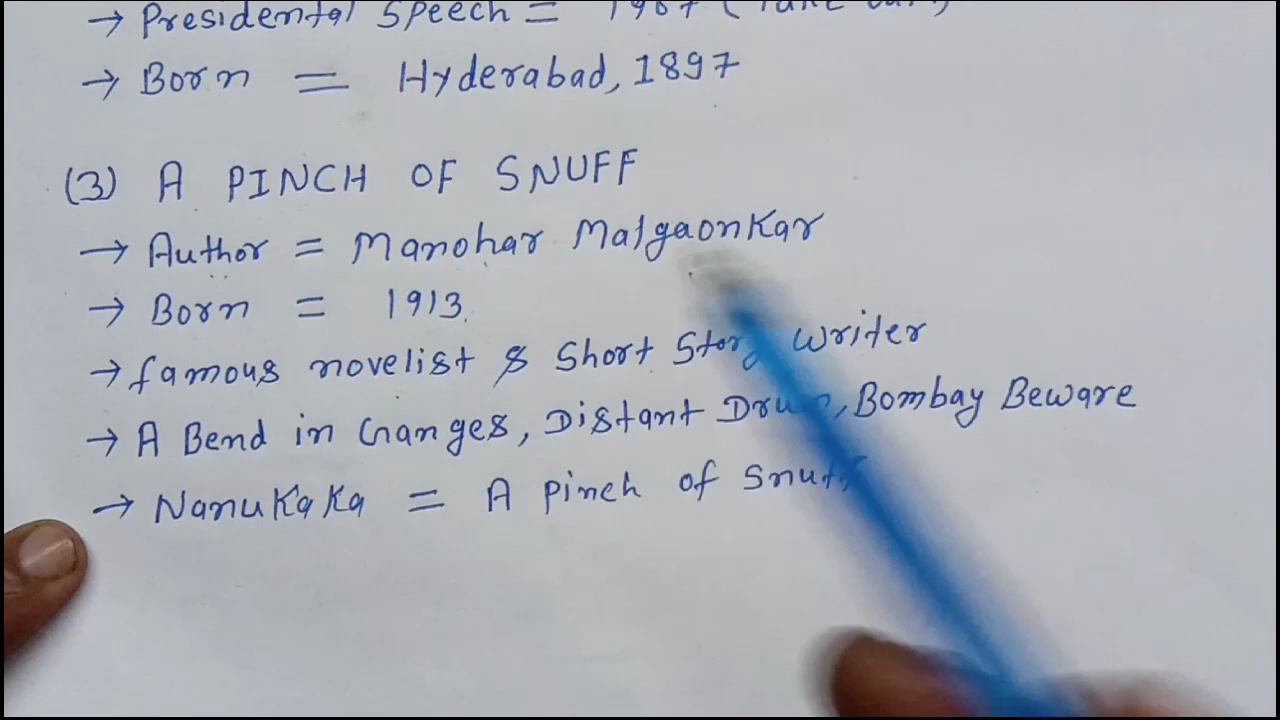 → Presidental Speech = 1967 (
→ Born = Hyderabad, 1897
(3) A PINCH OF SNUFF
→ Author = Manohar Malgaonkar
→ Born = 1913
→ famous novelist & Short Story writer
→ A Bend in Ganges, Distant Drum, Bombay Beware
→ Nanukaka = A Pinch of Snuff